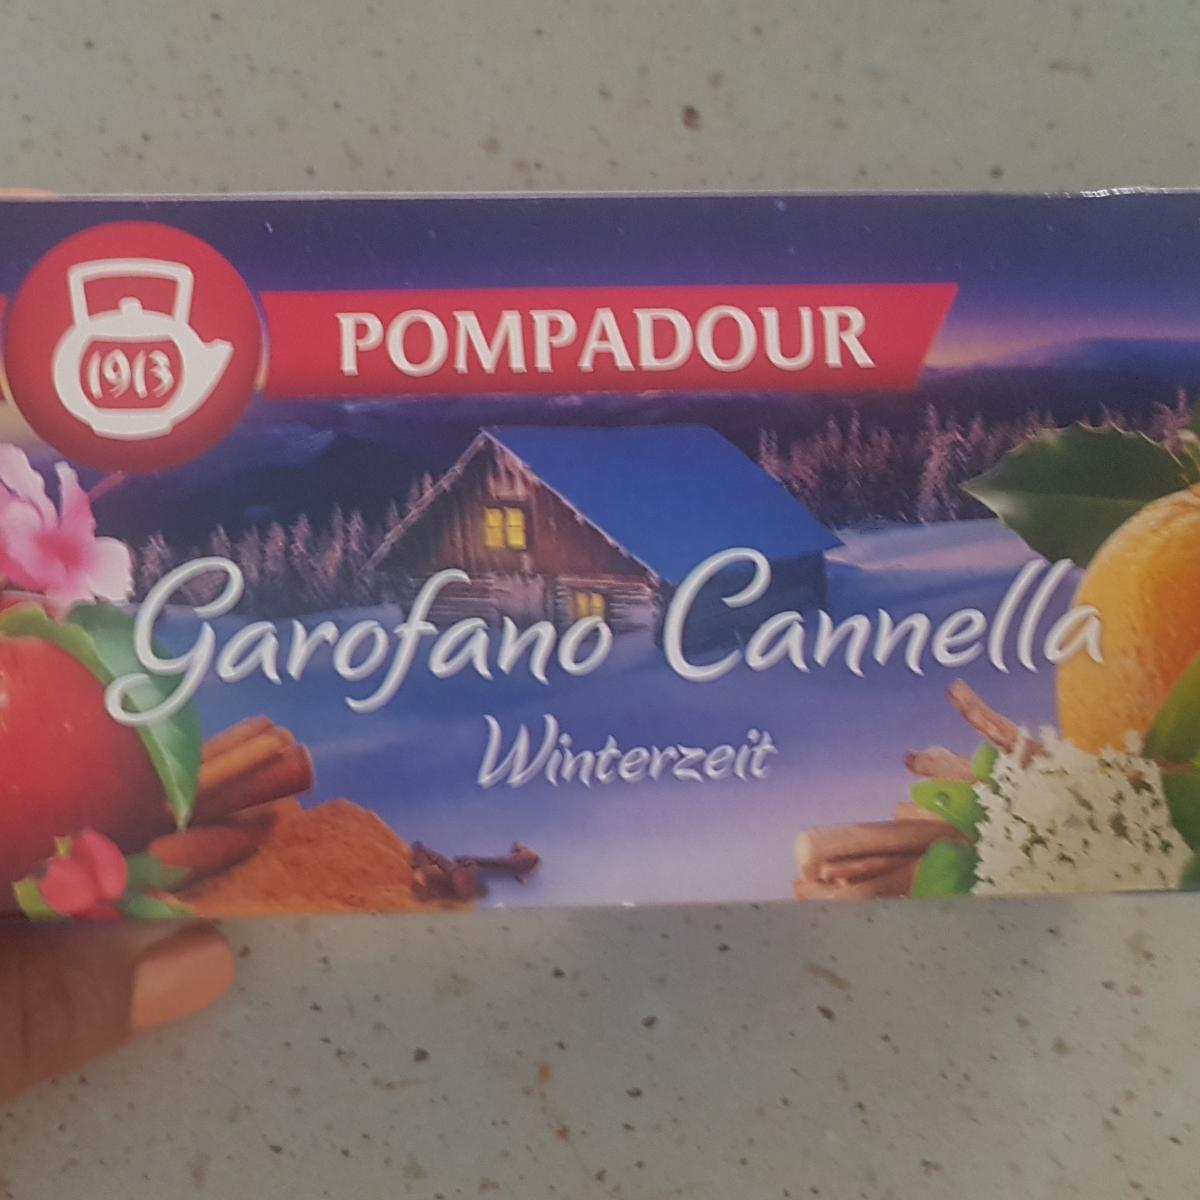 1913
POMPADOUR
Garofano Cannella
Winterzeit